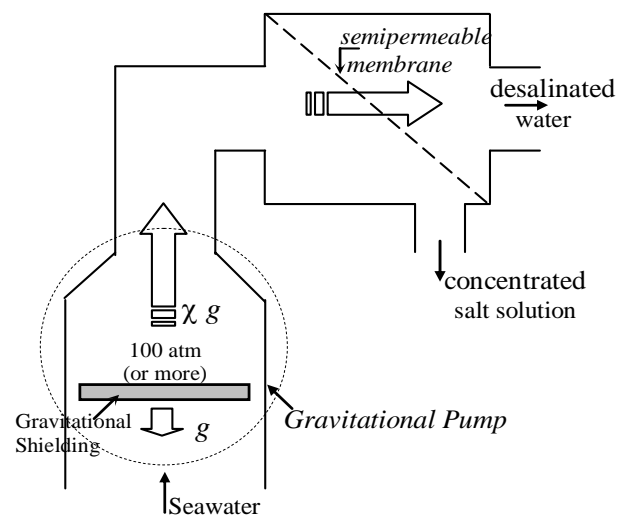 semipermeable
membrane
desalinated
water
concentrated
salt solution
χ g
100 atm
(or more)
Gravitational
Shielding
g
Gravitational Pump
Seawater